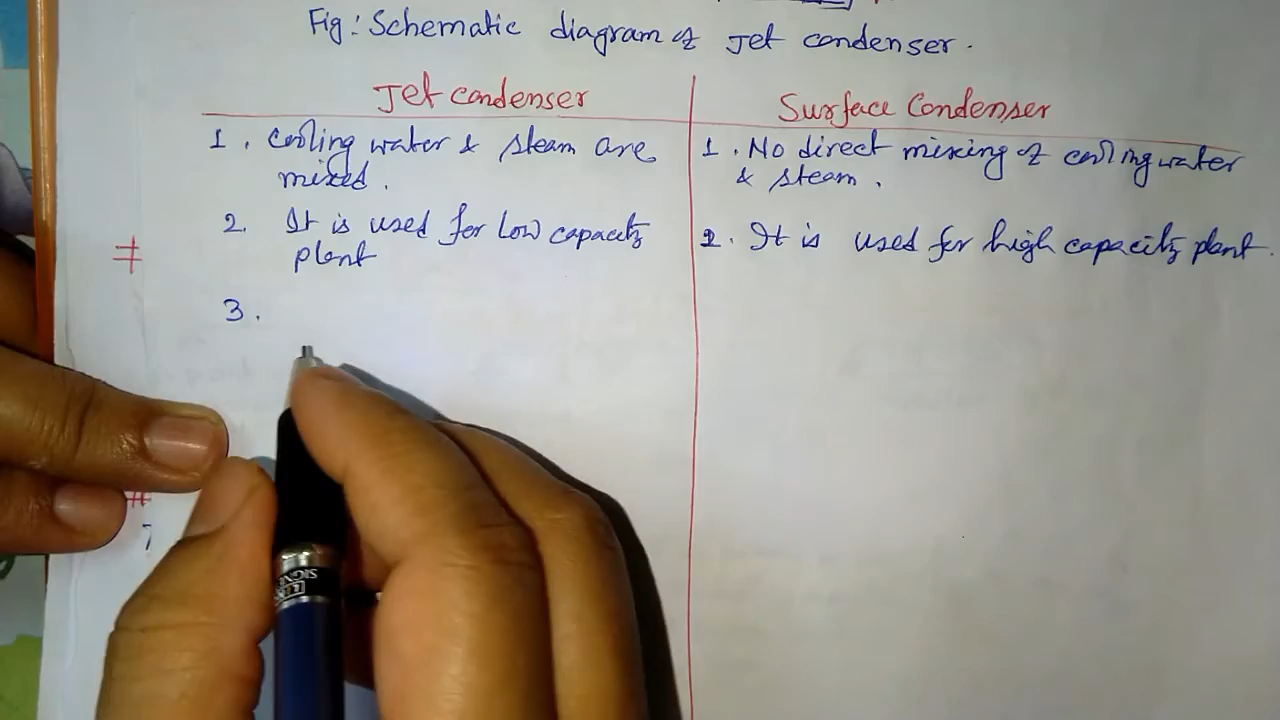 Fig: Schematic diagram of Jet condenser.
Jet condenser
Surface Condenser
1. Cooling water & steam are
mixed.
2. It is used for Low capacity
plant
3.
1. No direct mixing of cooling water
& steam.
2. It is used for high capacity plant.
≠